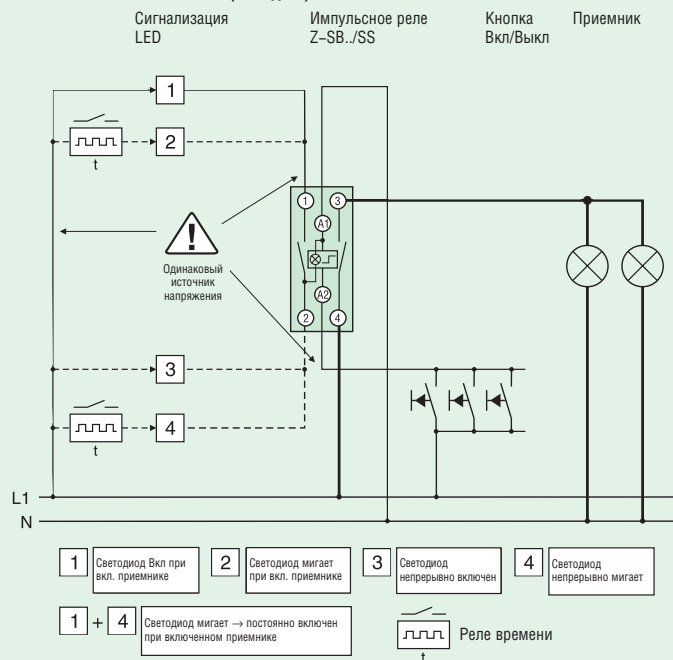 Сигнализация
LED
Импульсное реле
Z–SB../SS
Кнопка
Вкл/Выкл
Приемник
1
2
t
1
3
A1
Одинаковый
источник
напряжения
A2
2
4
3
4
t
L1
N
1
Светодиод Вкл при
вкл. приемнике
2
Светодиод мигает
при вкл. приемнике
3
Светодиод
непрерывно включен
4
Светодиод
непрерывно мигает
1 + 4
Светодиод мигает → постоянно включен
при включенном приемнике
Реле времени
t